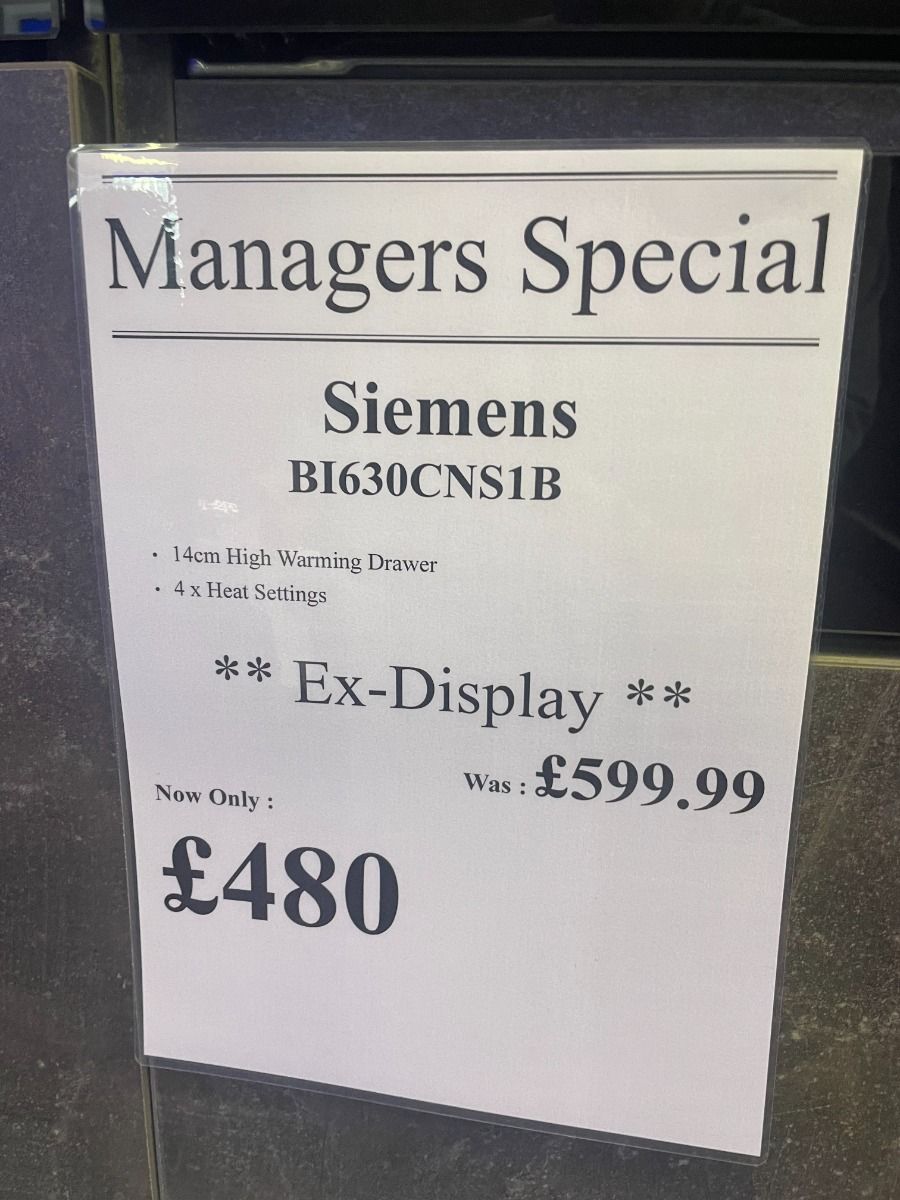 Managers Special
Siemens
BI630CNS1B
• 14cm High Warming Drawer
• 4 x Heat Settings
** Ex-Display **
Was : £599.99
Now Only :
£480